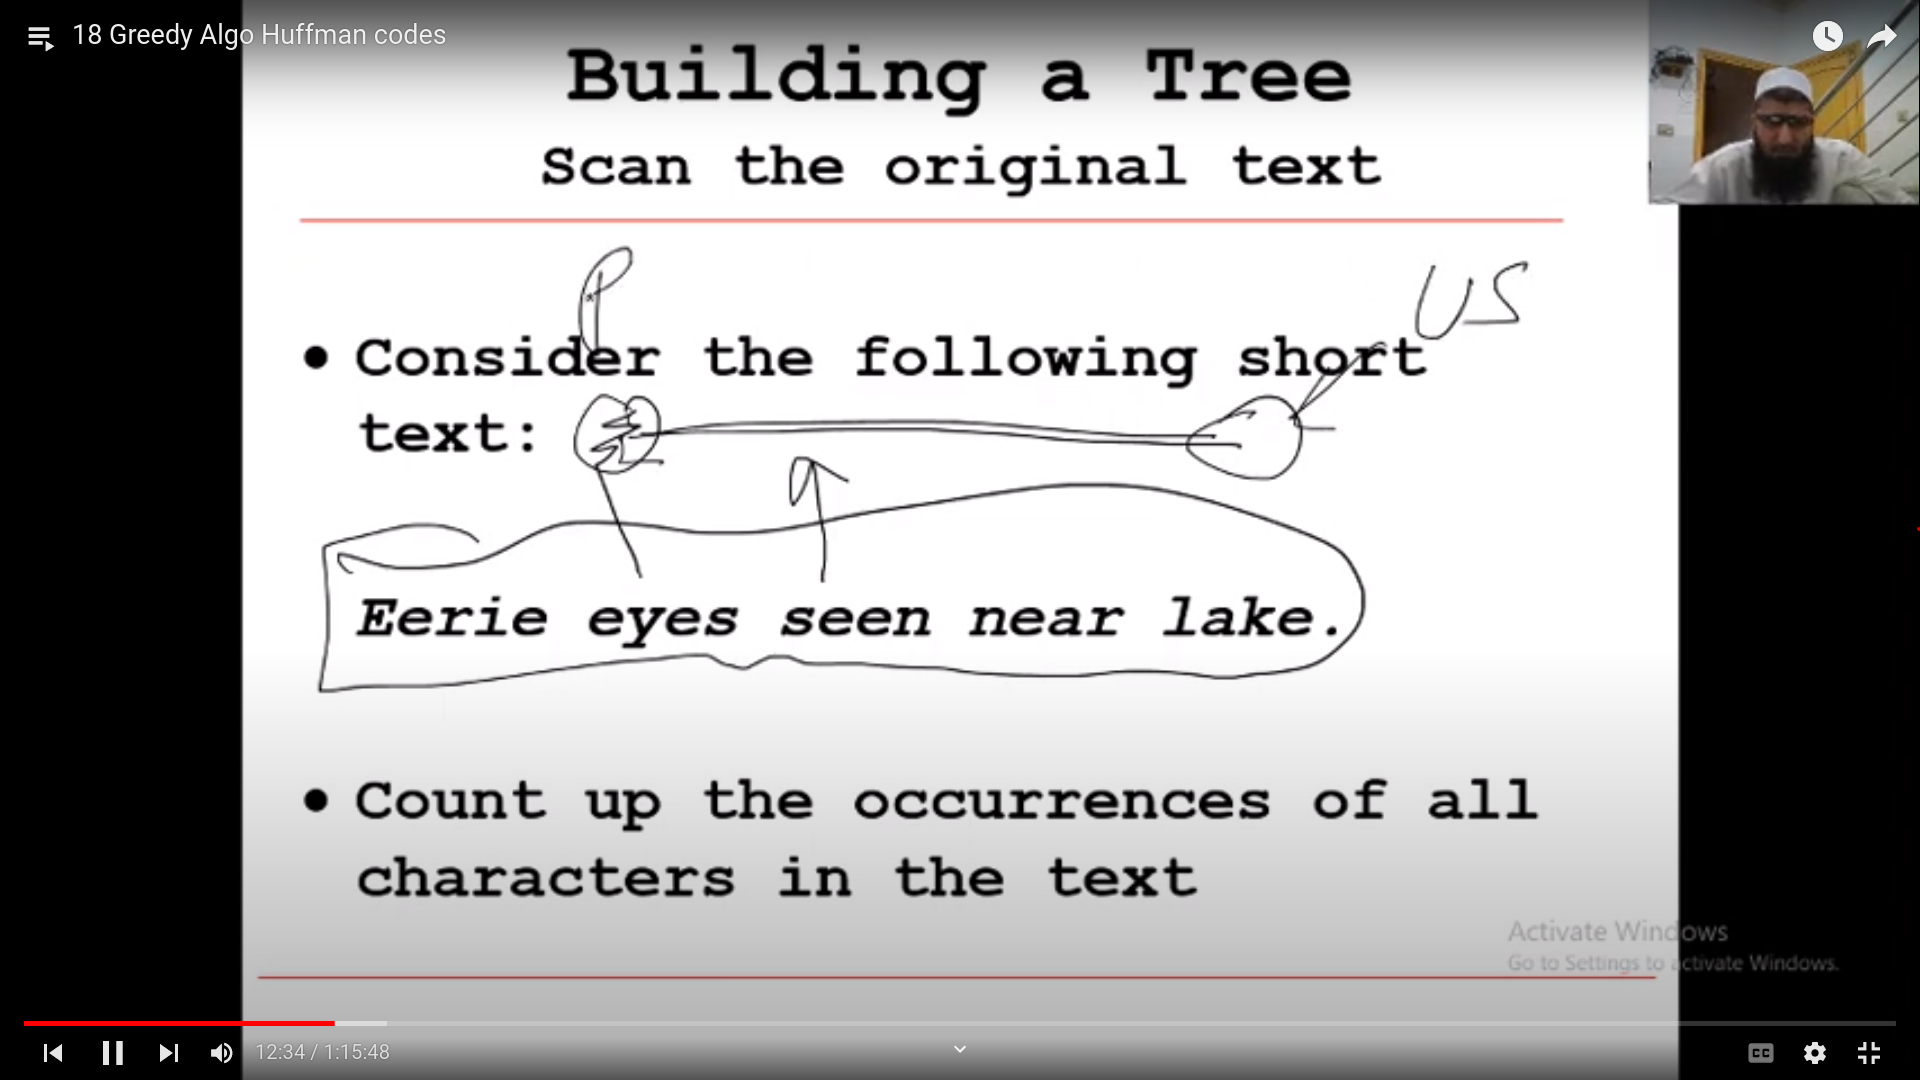 18 Greedy Algo Huffman codes
Building a Tree
Scan the original text
P
US
• Consider the following short
text:
Eerie eyes seen near lake.
• Count up the occurrences of all
characters in the text
Activate Windows
Go to Settings to activate Windows.
12:34 / 1:15:48
CC